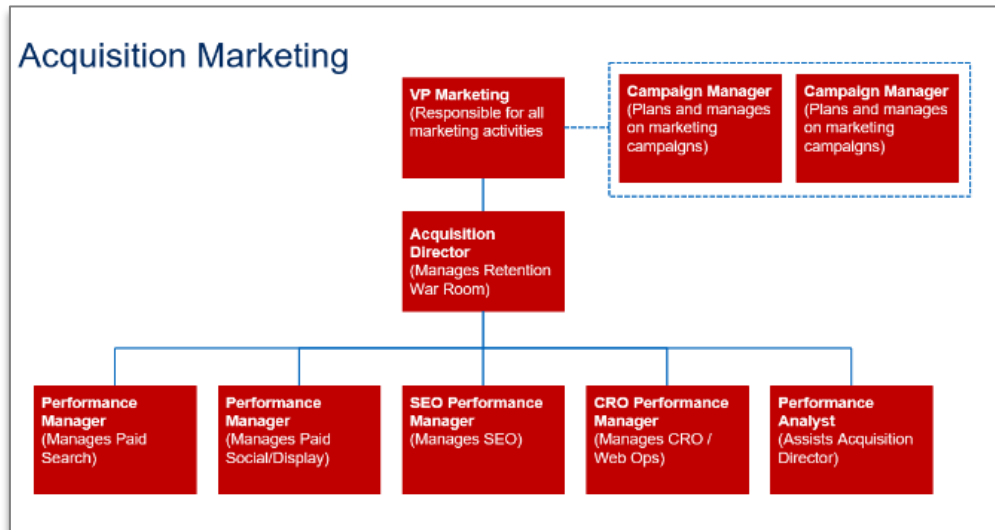 Acquisition Marketing
VP Marketing
(Responsible for all
marketing activities
Campaign Manager
(Plans and manages
on marketing
campaigns)
Campaign Manager
(Plans and manages
on marketing
campaigns)
Acquisition
Director
(Manages Retention
War Room)
Performance
Manager
(Manages Paid
Search)
Performance
Manager
(Manages Paid
Social/Display)
SEO Performance
Manager
(Manages SEO)
CRO Performance
Manager
(Manages CRO /
Web Ops)
Performance
Analyst
(Assists Acquisition
Director)